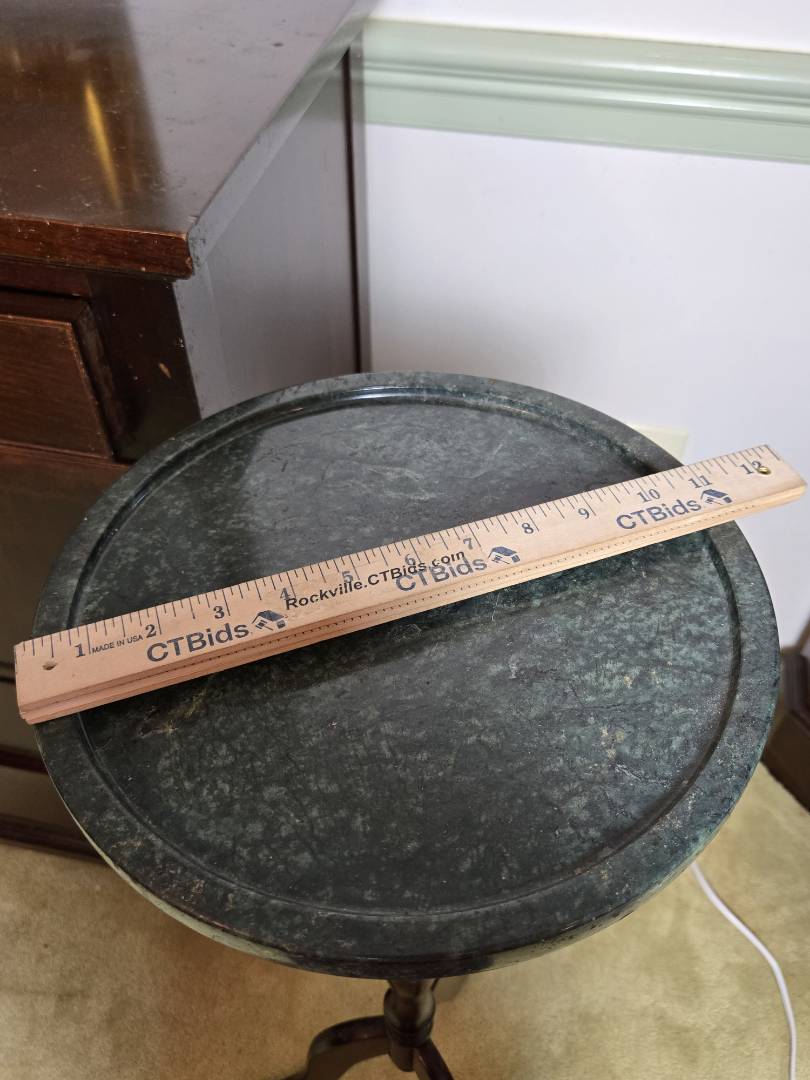 1 2 3 4 5 6 7 8 9 10 11 12
MADE IN USA
CTBids
Rockville.CTBids.com
CTBids
CTBids